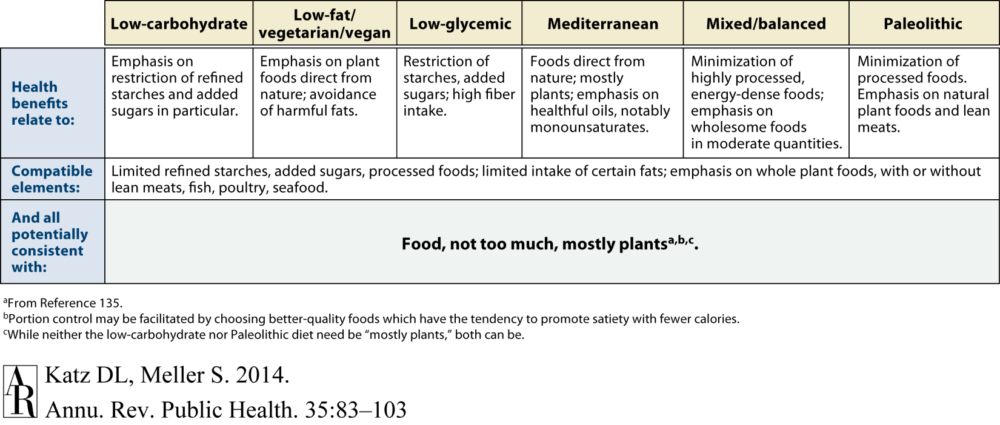 Low-carbohydrate
Low-fat/
vegetarian/vegan
Low-glycemic
Mediterranean
Mixed/balanced
Paleolithic
Health
benefits
relate to:
Emphasis on
restriction of refined
starches and added
sugars in particular.
Emphasis on plant
foods direct from
nature; avoidance
of harmful fats.
Restriction of
starches, added
sugars; high fiber
intake.
Foods direct from
nature; mostly
plants; emphasis on
healthful oils, notably
monounsaturates.
Minimization of
highly processed,
energy-dense foods;
emphasis on
wholesome foods
in moderate quantities.
Minimization of
processed foods.
Emphasis on natural
plant foods and lean
meats.
Compatible
elements:
Limited refined starches, added sugars, processed foods; limited intake of certain fats; emphasis on whole plant foods, with or without
lean meats, fish, poultry, seafood.
And all
potentially
consistent
with:
Food, not too much, mostly plantsa,b,c.
aFrom Reference 135.
bPortion control may be facilitated by choosing better-quality foods which have the tendency to promote satiety with fewer calories.
cWhile neither the low-carbohydrate nor Paleolithic diet need be “mostly plants,” both can be.
AR
Katz DL, Meller S. 2014.
Annu. Rev. Public Health. 35:83–103